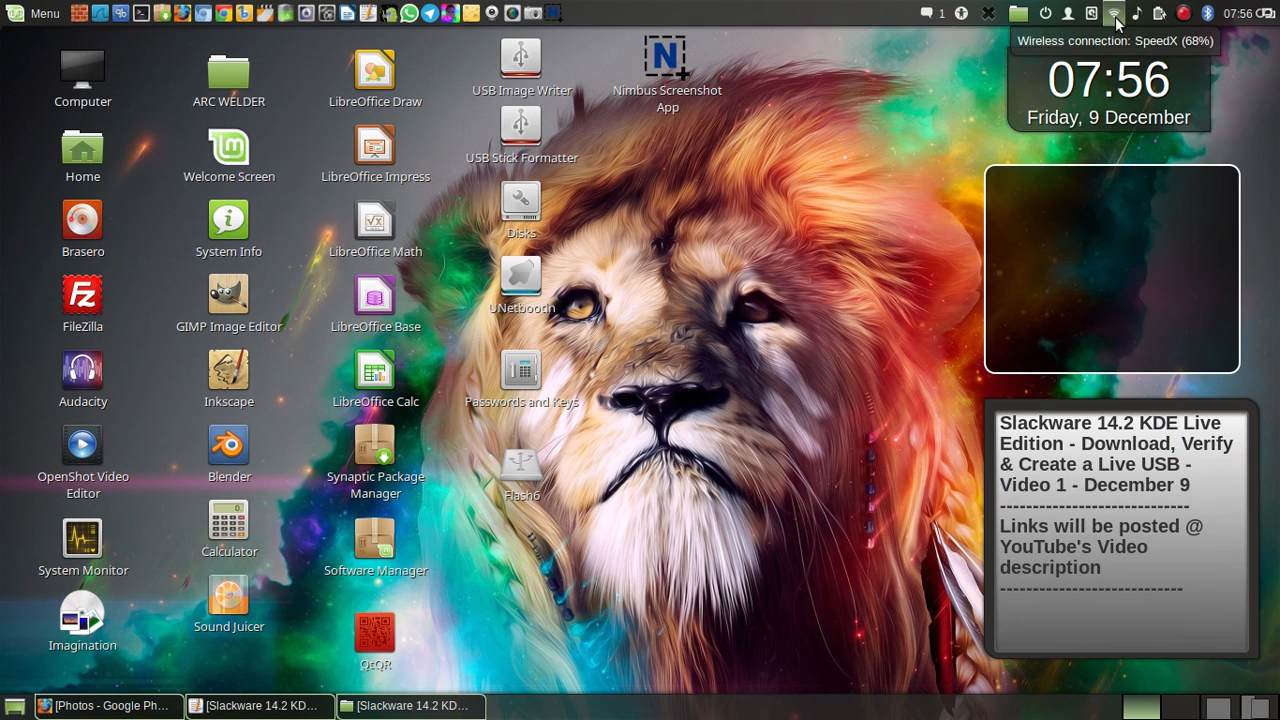 Menu
1
07:56
Wireless connection: SpeedX (68%)
07:56
Friday, 9 December
Computer
ARC WELDER
LibreOffice Draw
USB Image Writer
Nimbus Screenshot
App
Home
Welcome Screen
LibreOffice Impress
USB Stick Formatter
Brasero
System Info
LibreOffice Math
Disks
FileZilla
GIMP Image Editor
LibreOffice Base
UNetbootin
Audacity
Inkscape
LibreOffice Calc
Passwords and Keys
OpenShot Video
Editor
Blender
Synaptic Package
Manager
Flash6
System Monitor
Calculator
Software Manager
Imagination
Sound Juicer
QtQR
Slackware 14.2 KDE Live
Edition - Download, Verify
& Create a Live USB -
Video 1 - December 9
----------------------------
Links will be posted @
YouTube's Video
description
---------------------------
[Photos - Google Ph...
[Slackware 14.2 KD...
[Slackware 14.2 KD...